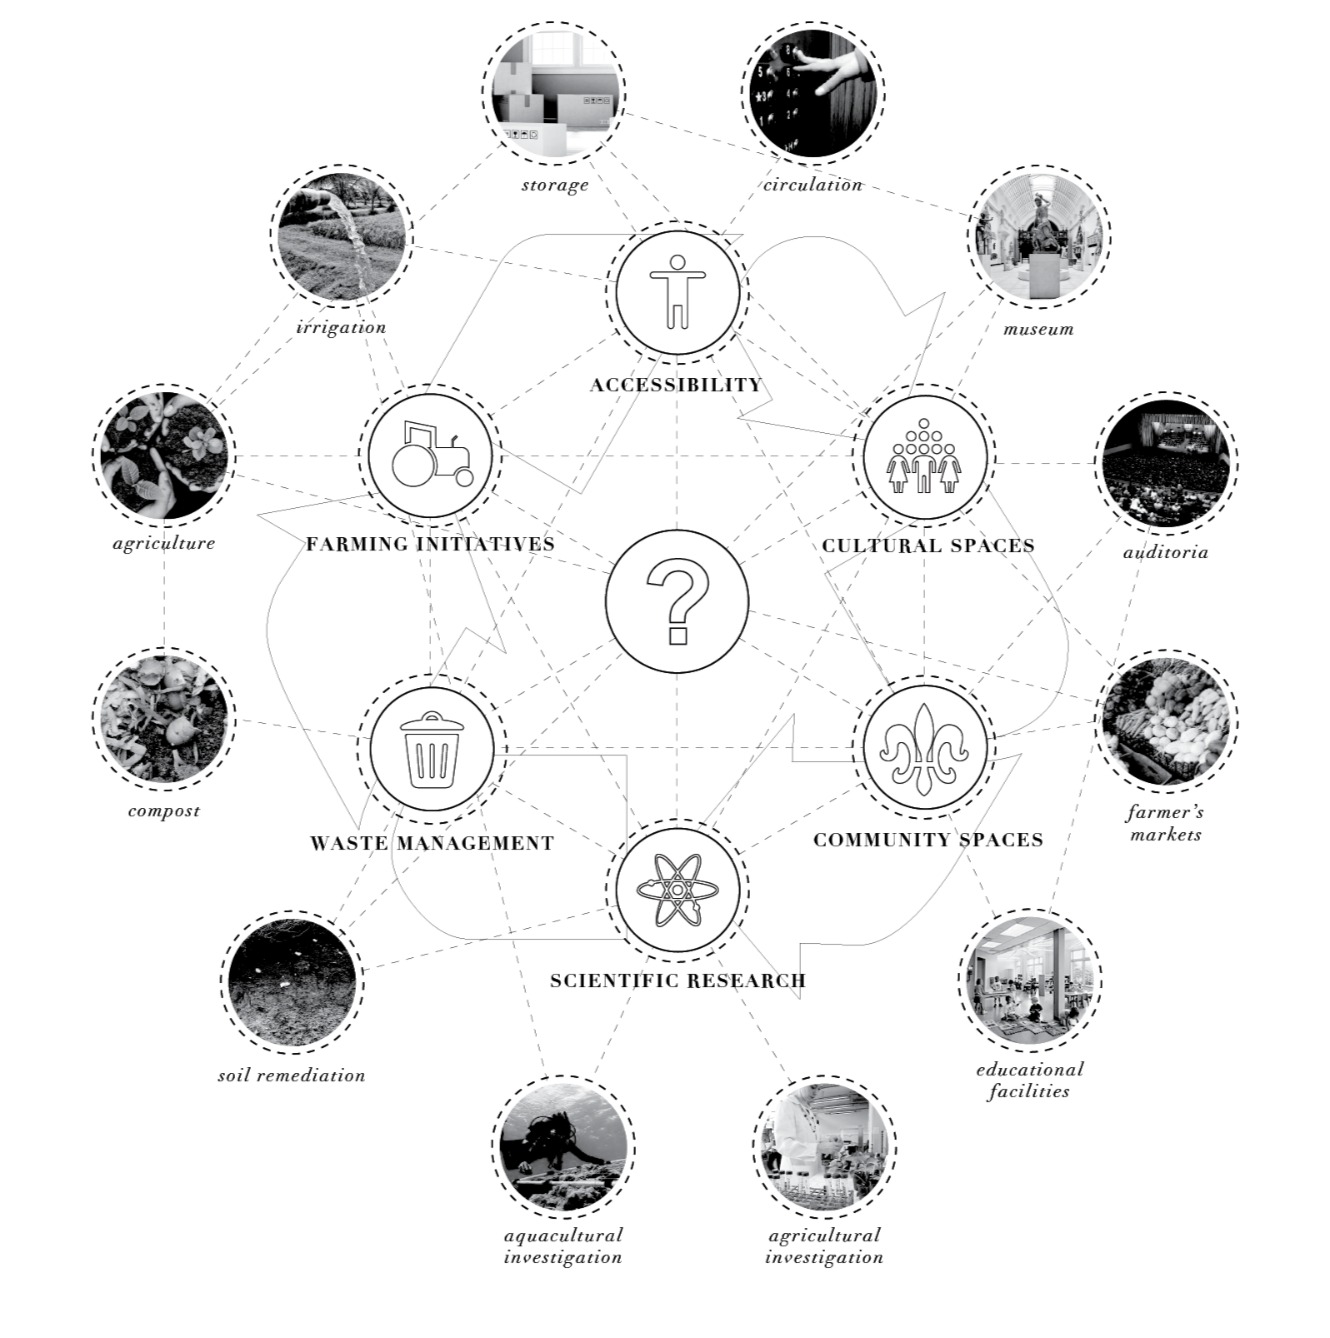 storage
circulation
irrigation
museum
ACCESSIBILITY
agriculture
FARMING INITIATIVES
CULTURAL SPACES
auditoria
?
compost
WASTE MANAGEMENT
COMMUNITY SPACES
farmer's
markets
SCIENTIFIC RESEARCH
soil remediation
educational
facilities
aquacultural
investigation
agricultural
investigation